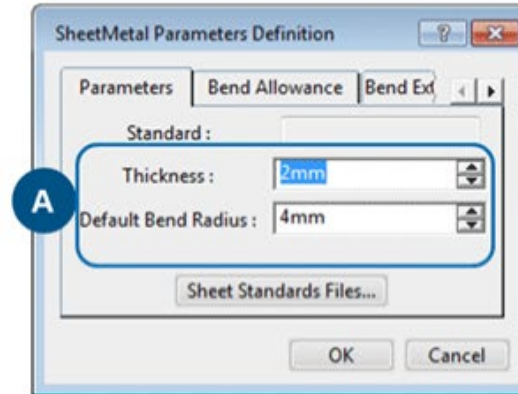 SheetMetal Parameters Definition
Parameters Bend Allowance Bend Ext
Standard :
Thickness : 2mm
A
Default Bend Radius : 4mm
Sheet Standards Files...
OK Cancel